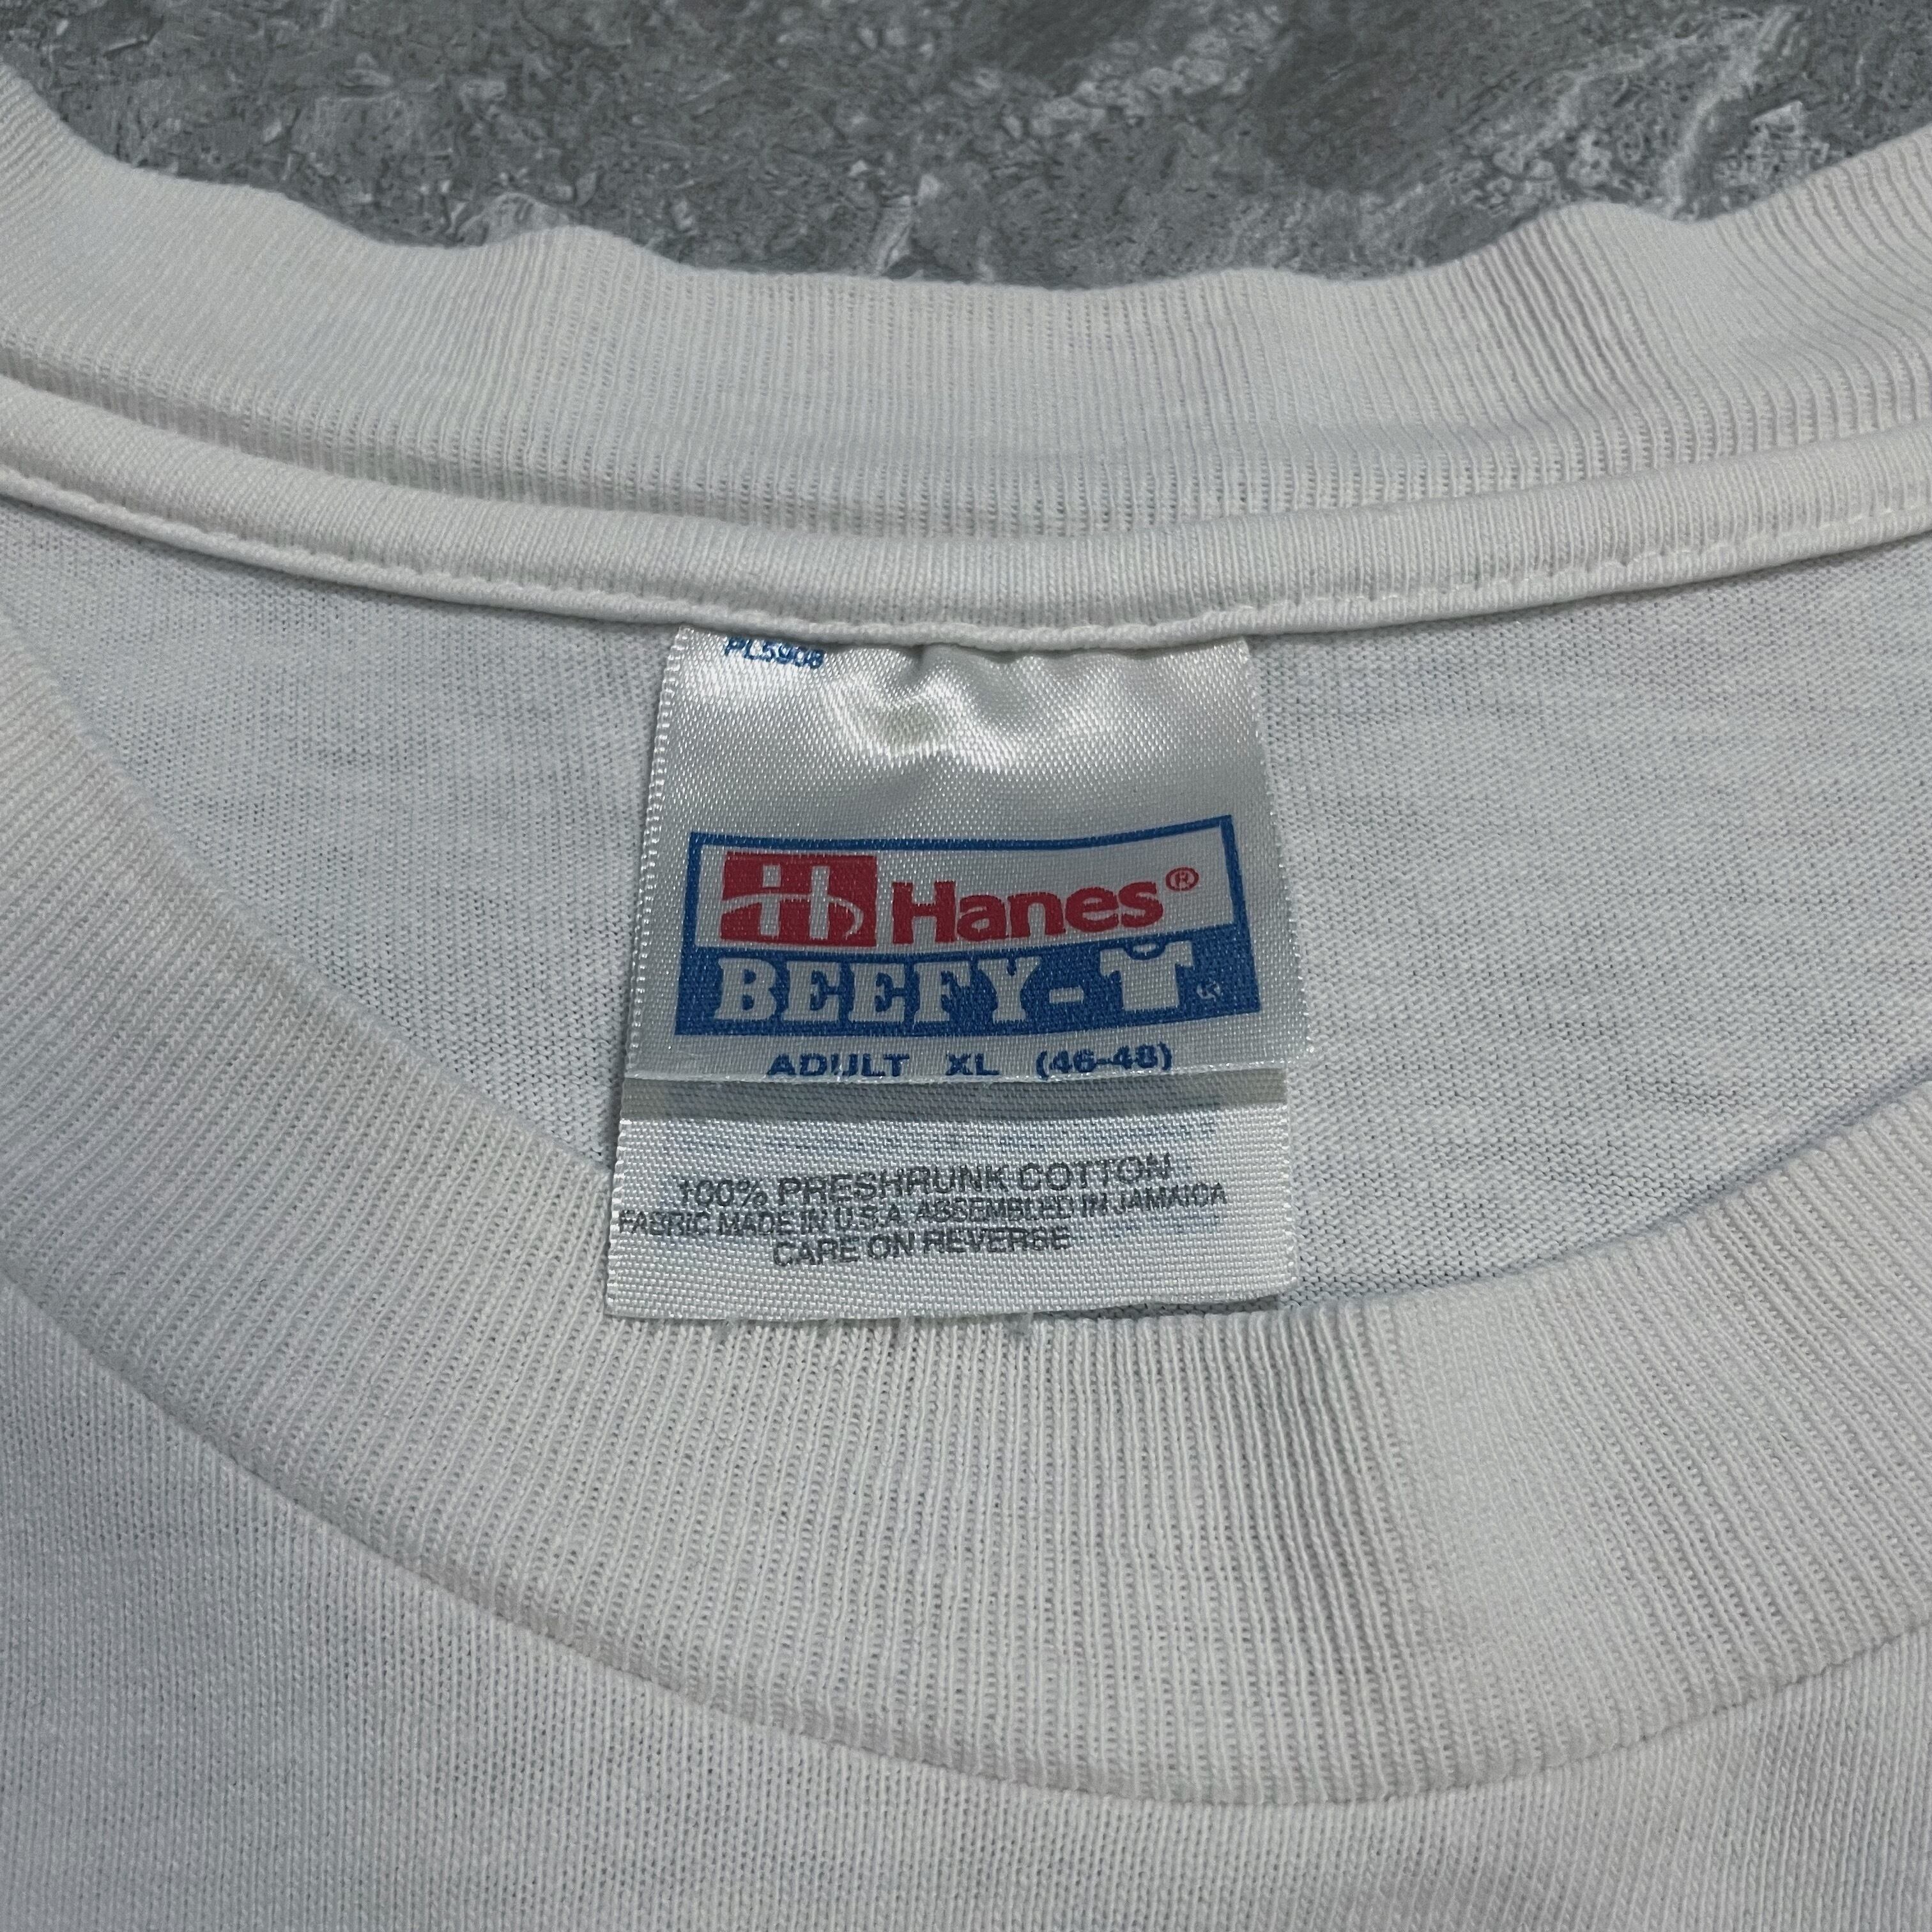 PL5908
H Hanes®
BEEFY-T
ADULT XL (46-48)
100% PRESHRUNK COTTON
FABRIC MADE IN U.S.A. ASSEMBLED IN JAMAICA
CARE ON REVERSE